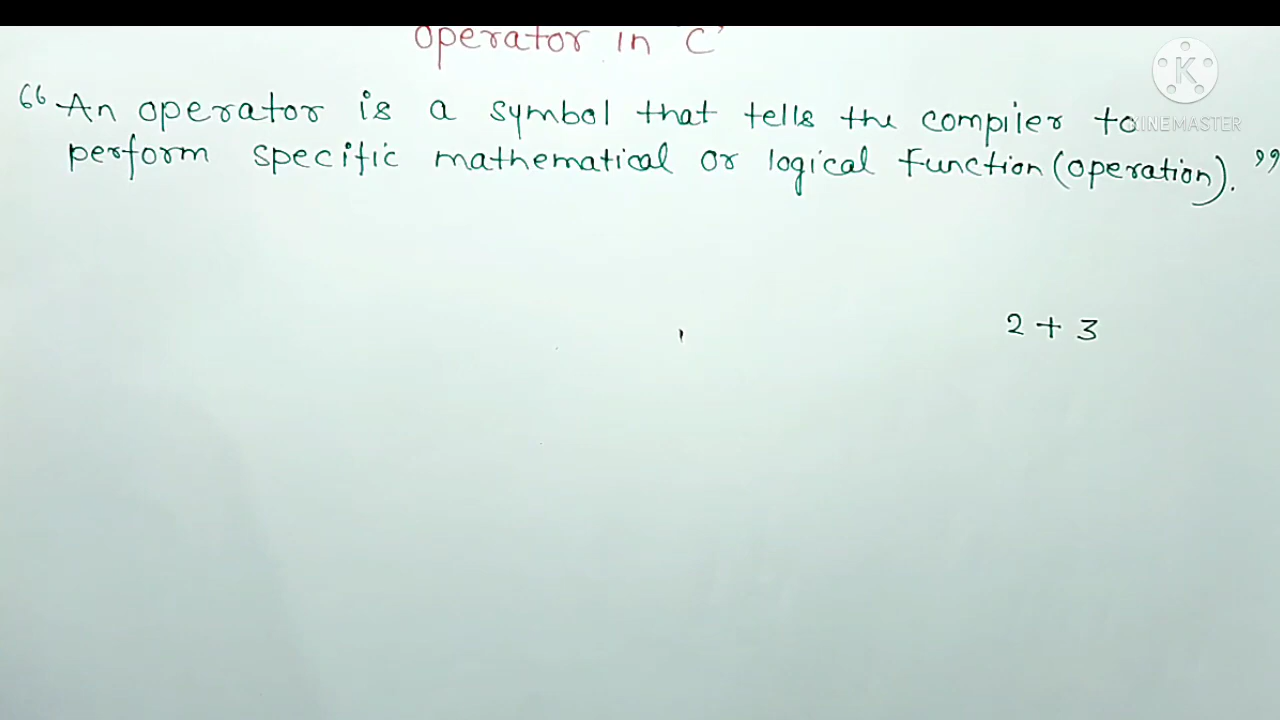 operator in 'C'
“An operator is a symbol that tells the compiler to
perform specific mathematical or logical function (operation).”
2 + 3
K
KINEMASTER